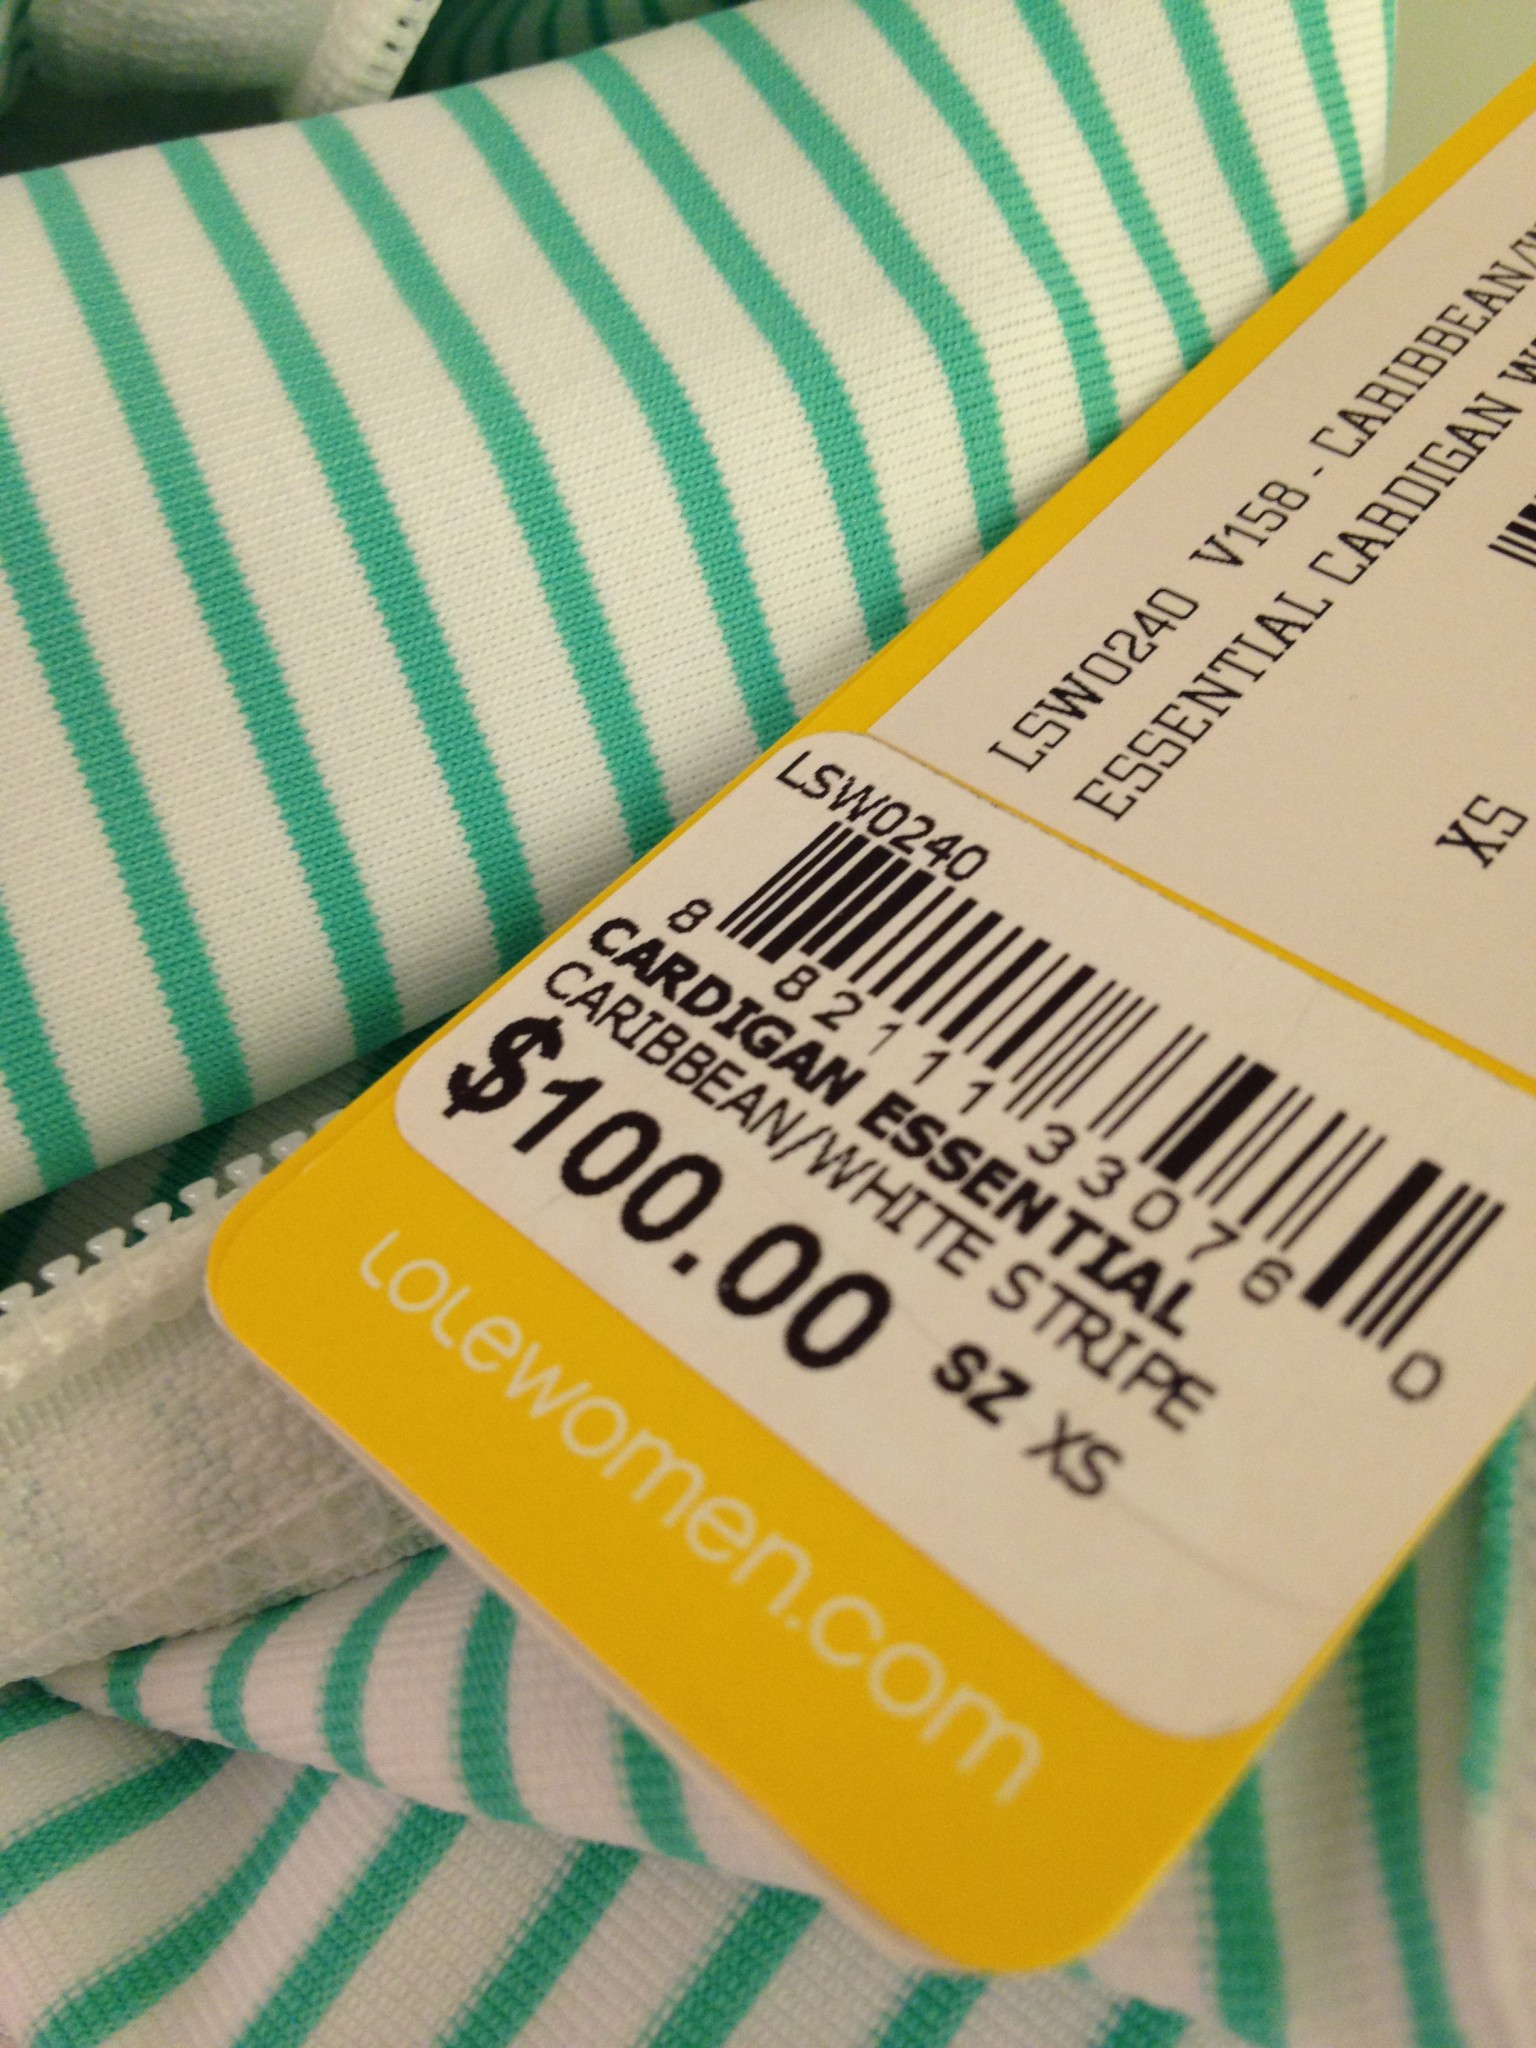 LSW0240 V158 - CARIBBEAN/
ESSENTIAL CARDIGAN
XS
LSW0240
8 82111 33076 0
CARDIGAN ESSENTIAL
CARIBBEAN/WHITE STRIPE
$100.00 SZ XS
LOLewomen.com